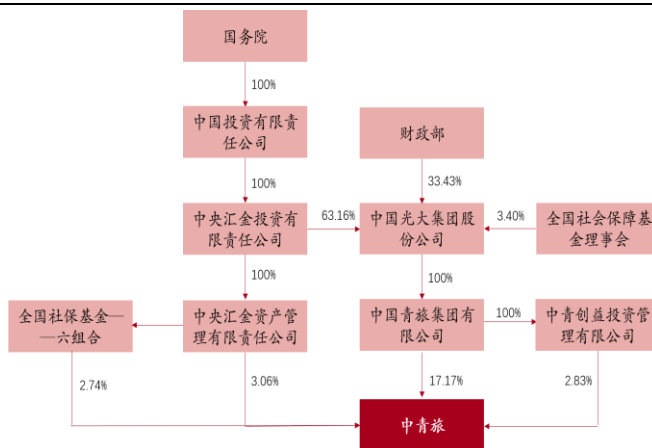 国务院
100%
中国投资有限责
任公司
财政部
100%
33.43%
中央汇金投资有
限责任公司
63.16%
中国光大集团股
份公司
3.40%
全国社会保障基
金理事会
100%
100%
全国社保基金一
一六组合
中央汇金资产管
理有限责任公司
中国青旅集团有
限公司
100%
中青创益投资管
理有限公司
2.74%
3.06%
17.17%
2.83%
中青旅